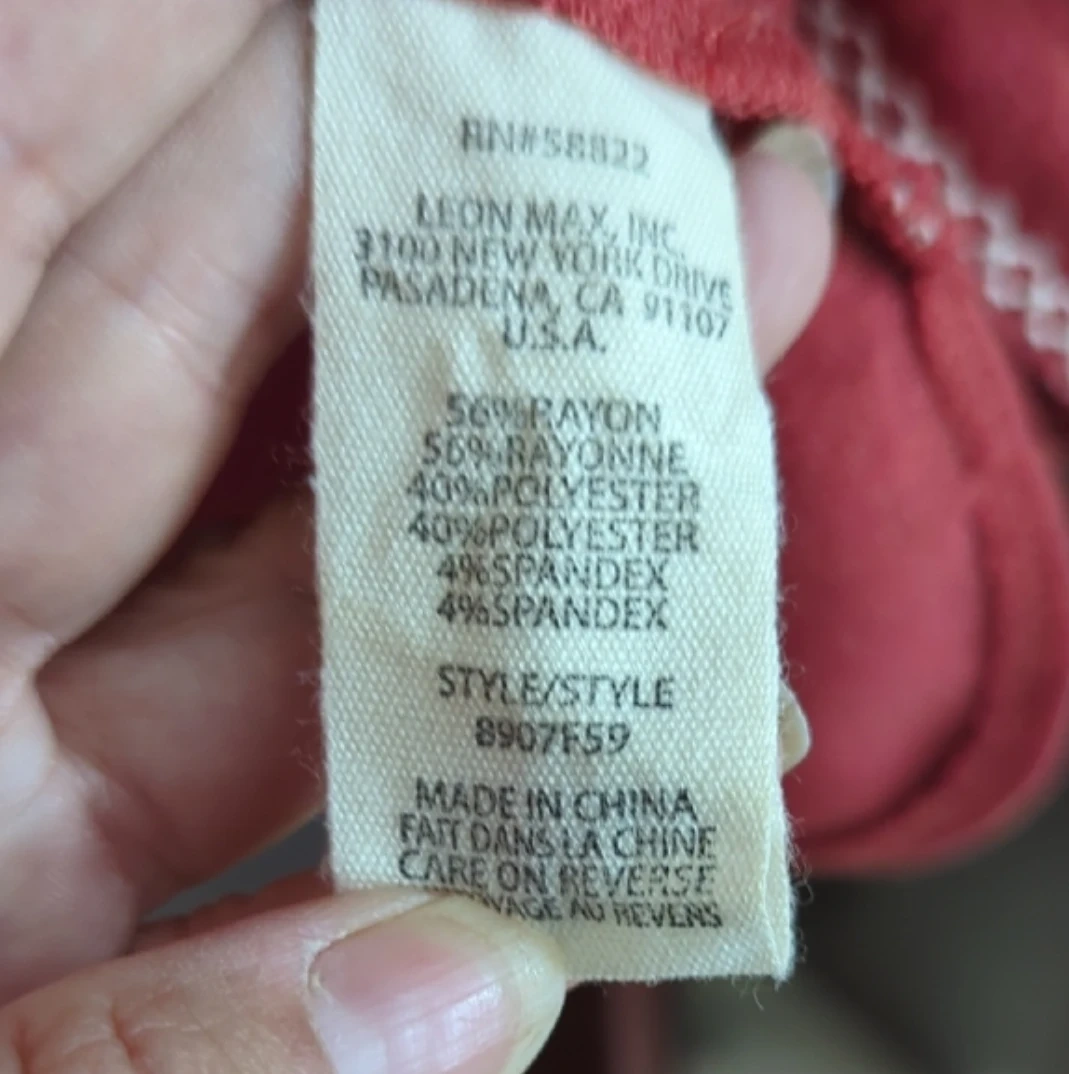 RN#58822
LEON MAX, INC.
3100 NEW YORK DRIVE
PASADENA, CA 91107
U.S.A.
56%RAYON
56%RAYONNE
40%POLYESTER
40%POLYESTER
4%SPANDEX
4%SPANDEX
STYLE/STYLE
8907F59
MADE IN CHINA
FAIT DANS LA CHINE
CARE ON REVERSE
AU REVERS